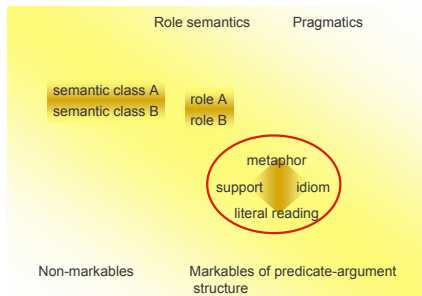 Role semantics Pragmatics
semantic class A
semantic class B
role A
role B
metaphor
support idiom
literal reading
Non-markables
Markables of predicate-argument
structure